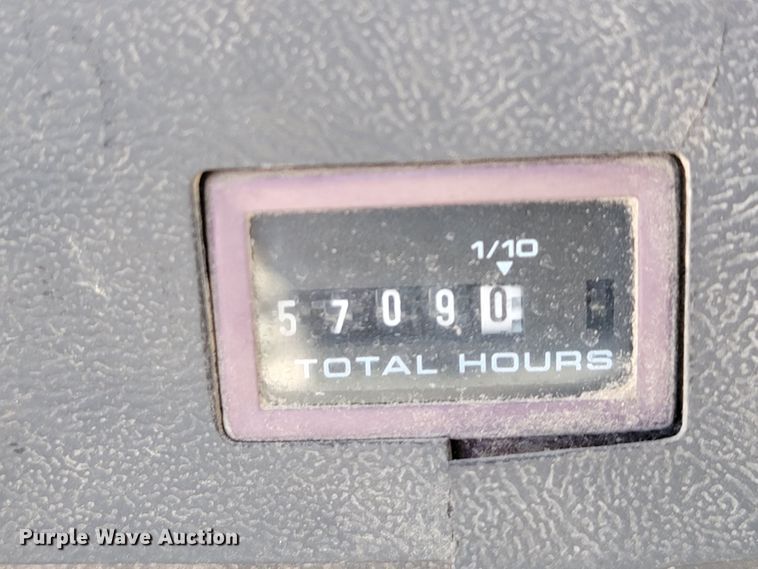 1/10
57090
TOTAL HOURS
Purple Wave Auction